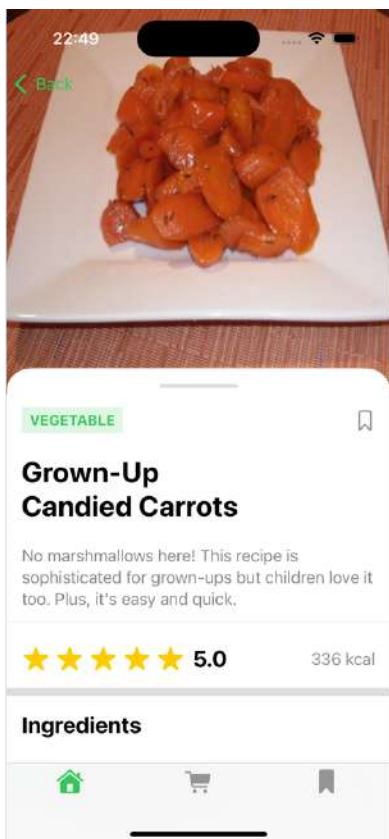 22:49
Back
VEGETABLE
Grown-Up
Candied Carrots
No marshmallows here! This recipe is
sophisticated for grown-ups but children love it
too. Plus, it's easy and quick.
5.0
336 kcal
Ingredients